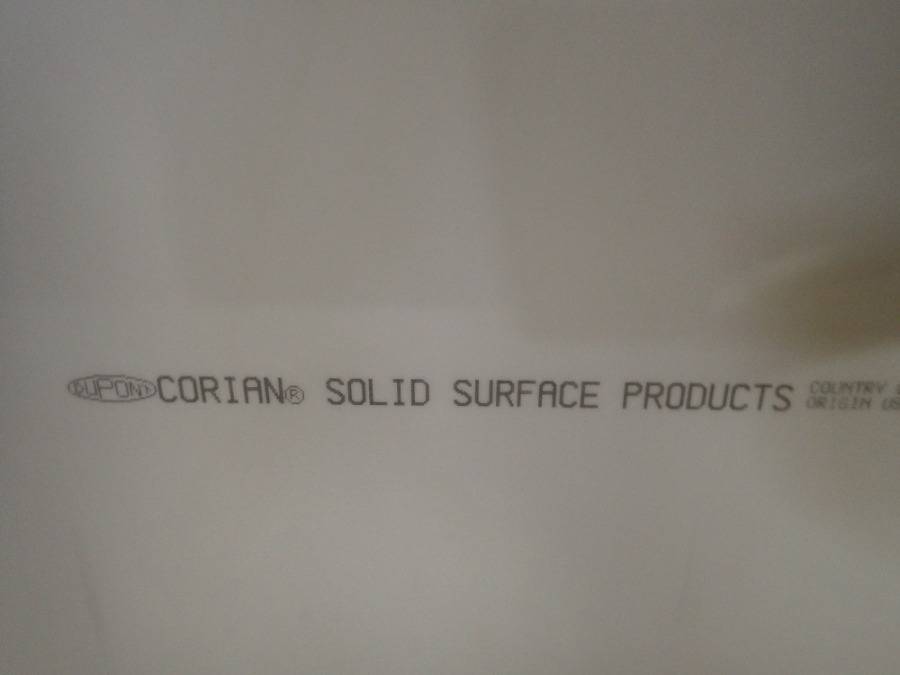 DUPONT CORIAN® SOLID SURFACE PRODUCTS
COUNTRY
ORIGIN